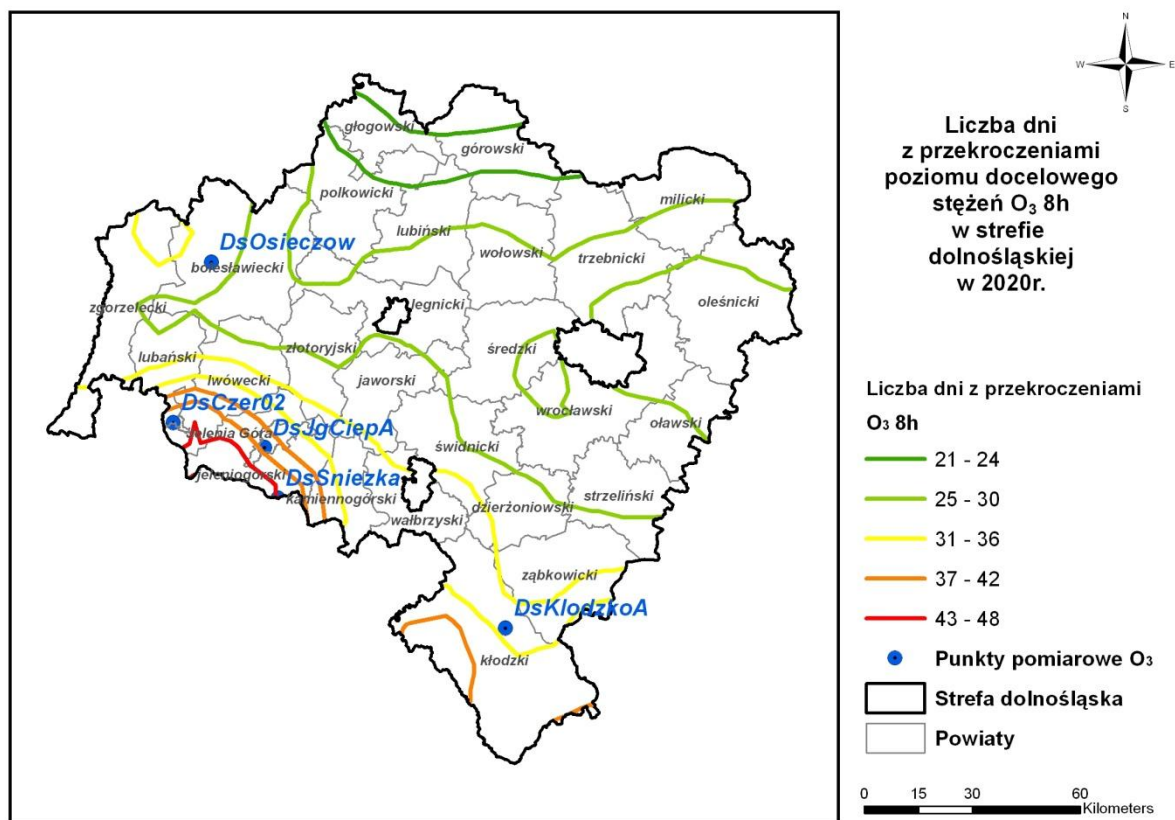 N
W E
S
Liczba dni
z przekroczeniami
poziomu docelowego
stężeń O₃ 8h
w strefie
dolnośląskiej
w 2020r.
głogowski
górowski
polkowicki
milicki
lubiński
wołowski
trzebnicki
DsOsieczow
bolesławiecki
oleśnicki
zgorzelecki
legnicki
złotoryjski
średzki
lubański
lwówecki
jaworski
wrocławski
DsCzer02
Jelenia Góra
DsJgCiepA
oławski
świdnicki
jeleniogórski
DsSniezka
kamiennogórski
strzeliński
dzierżoniowski
wałbrzyski
ząbkowicki
DsKlodzkoA
kłodzki
Liczba dni z przekroczeniami
O₃ 8h
21 - 24
25 - 30
31 - 36
37 - 42
43 - 48
Punkty pomiarowe O₃
Strefa dolnośląska
Powiaty
0 15 30 60
Kilometers